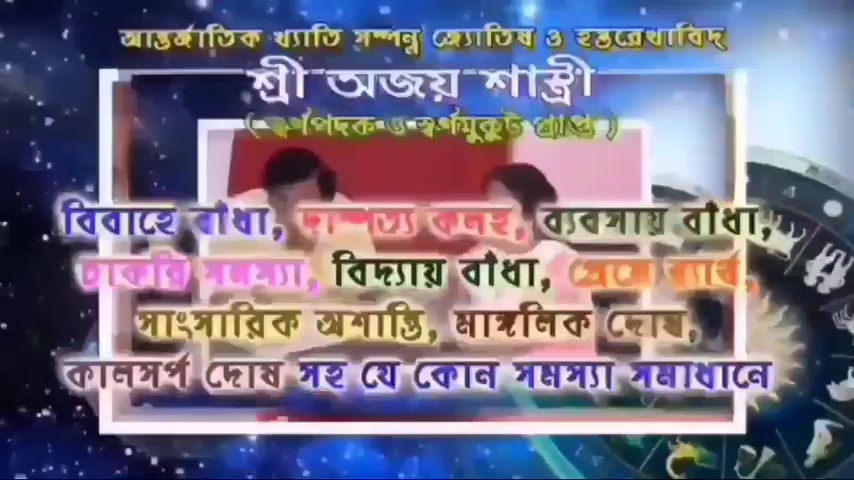 আন্তর্জাতিক খ্যাতি সম্পন্ন জ্যোতিষ ও হস্তরেখাবিদ্
শ্রী অজয় শাস্ত্রী
( স্বর্ণপদক ও স্বর্ণমুকুট প্রাপ্ত )
বিবাহে বাঁধা, দাম্পত্য কলহ, ব্যবসায় বাঁধা,
চাকরি সমস্যা, বিদ্যায় বাঁধা, প্রেমে ব্যার্থ,
সাংসারিক অশান্তি, মাঙ্গলিক দোষ,
কালসর্প দোষ সহ যে কোন সমস্যা সমাধানে